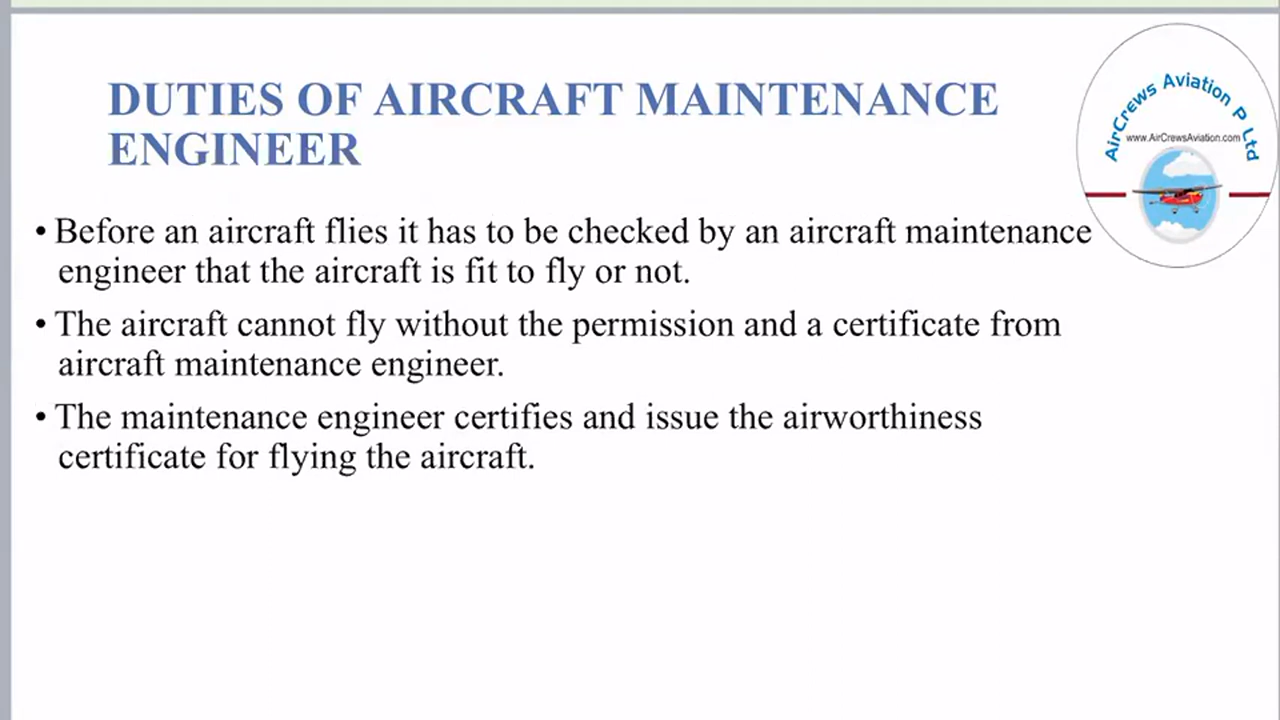 DUTIES OF AIRCRAFT MAINTENANCE
ENGINEER
AirCrews Aviation P Ltd
www.AirCrewsAviation.com
• Before an aircraft flies it has to be checked by an aircraft maintenance
engineer that the aircraft is fit to fly or not.
• The aircraft cannot fly without the permission and a certificate from
aircraft maintenance engineer.
• The maintenance engineer certifies and issue the airworthiness
certificate for flying the aircraft.